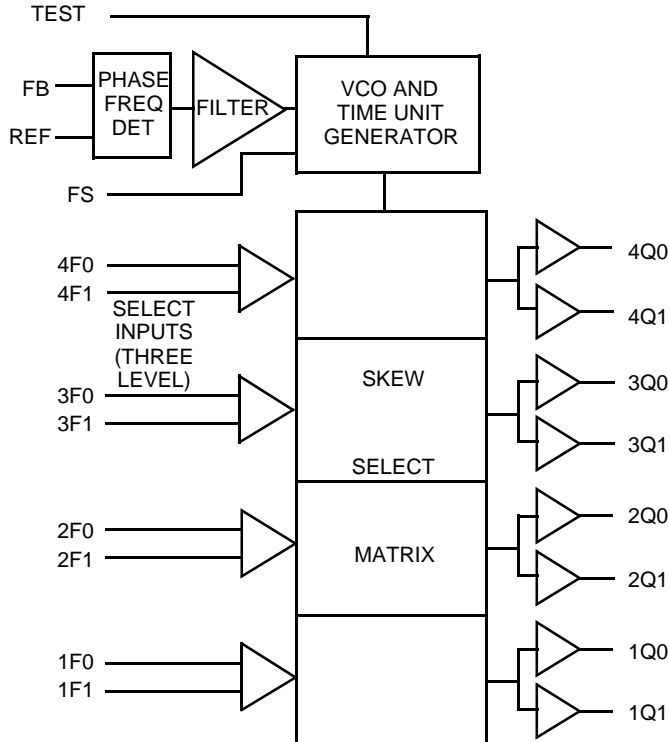 TEST
FB
REF
PHASE
FREQ
DET
FILTER
VCO AND
TIME UNIT
GENERATOR
FS
4F0
4F1
SELECT
INPUTS
(THREE
LEVEL)
3F0
3F1
2F0
2F1
1F0
1F1
SKEW
SELECT
MATRIX
4Q0
4Q1
3Q0
3Q1
2Q0
2Q1
1Q0
1Q1